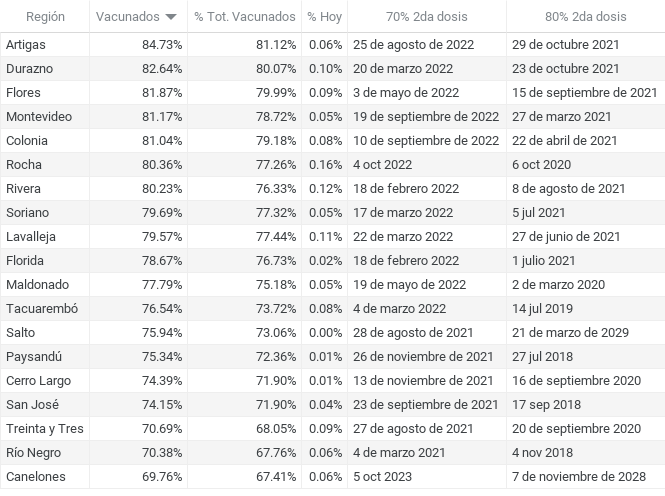 Región Vacunados % Tot. Vacunados % Hoy 70% 2da dosis 80% 2da dosis
Artigas 84.73% 81.12% 0.06% 25 de agosto de 2022 29 de octubre 2021
Durazno 82.64% 80.07% 0.10% 20 de marzo de 2022 23 de octubre 2021
Flores 81.87% 79.99% 0.09% 3 de mayo de 2022 15 de septiembre de 2021
Montevideo 81.17% 78.72% 0.05% 19 de septiembre de 2022 27 de marzo 2021
Colonia 81.04% 79.18% 0.08% 10 de septiembre de 2022 22 de abril de 2021
Rocha 80.36% 77.26% 0.16% 4 oct 2022 6 oct 2020
Rivera 80.23% 76.33% 0.12% 18 de febrero 2022 8 de agosto de 2021
Soriano 79.69% 77.32% 0.05% 17 de marzo 2022 5 jul 2021
Lavalleja 79.57% 77.44% 0.11% 22 de marzo 2022 27 de junio de 2021
Florida 78.67% 76.73% 0.02% 18 de febrero 2022 1 julio 2021
Maldonado 77.79% 75.18% 0.05% 19 de mayo de 2022 2 de marzo 2020
Tacuarembó 76.54% 73.72% 0.08% 4 de marzo 2022 14 jul 2019
Salto 75.94% 73.06% 0.00% 28 de agosto de 2021 21 de marzo de 2029
Paysandú 75.34% 72.36% 0.01% 26 de noviembre de 2021 27 jul 2018
Cerro Largo 74.39% 71.90% 0.01% 13 de noviembre de 2021 16 de septiembre 2020
San José 74.15% 71.90% 0.04% 23 de septiembre de 2021 17 sep 2018
Treinta y Tres 70.69% 68.05% 0.09% 27 de agosto de 2021 20 de septiembre 2020
Río Negro 70.38% 67.76% 0.06% 4 de marzo 2021 4 nov 2018
Canelones 69.76% 67.41% 0.06% 5 oct 2023 7 de noviembre de 2028